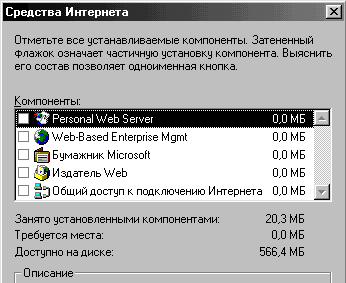 Средства Интернета
Отметьте все устанавливаемые компоненты. Затененный
флажок означает частичную установку компонента. Выяснить
его состав позволяет одноименная кнопка.
Компоненты:
Personal Web Server 0,0 МБ
Web-Based Enterprise Mgmt 0,0 МБ
Бумажник Microsoft 0,0 МБ
Издатель Web 0,0 МБ
Общий доступ к подключению Интернета 0,0 МБ
Занято установленными компонентами: 20,3 МБ
Требуется места: 0,0 МБ
Доступно на диске: 566,4 МБ
Описание